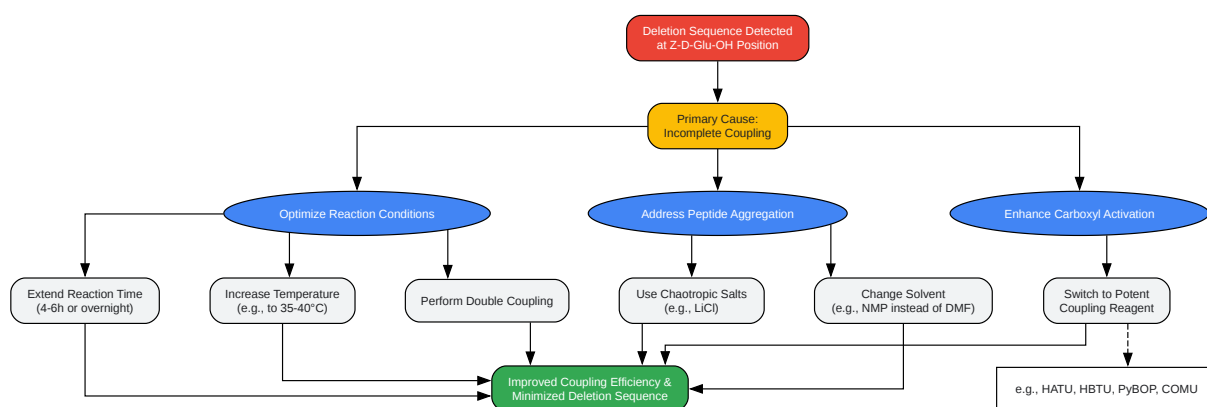 Deletion Sequence Detected
at Z-D-Glu-OH Position
Primary Cause:
Incomplete Coupling
Optimize Reaction Conditions
Address Peptide Aggregation
Enhance Carboxyl Activation
Extend Reaction Time
(4-6h or overnight)
Increase Temperature
(e.g., to 35-40°C)
Perform Double Coupling
Use Chaotropic Salts
(e.g., LiCl)
Change Solvent
(e.g., NMP instead of DMF)
Switch to Potent
Coupling Reagent
Improved Coupling Efficiency &
Minimized Deletion Sequence
e.g., HATU, HBTU, PyBOP, COMU